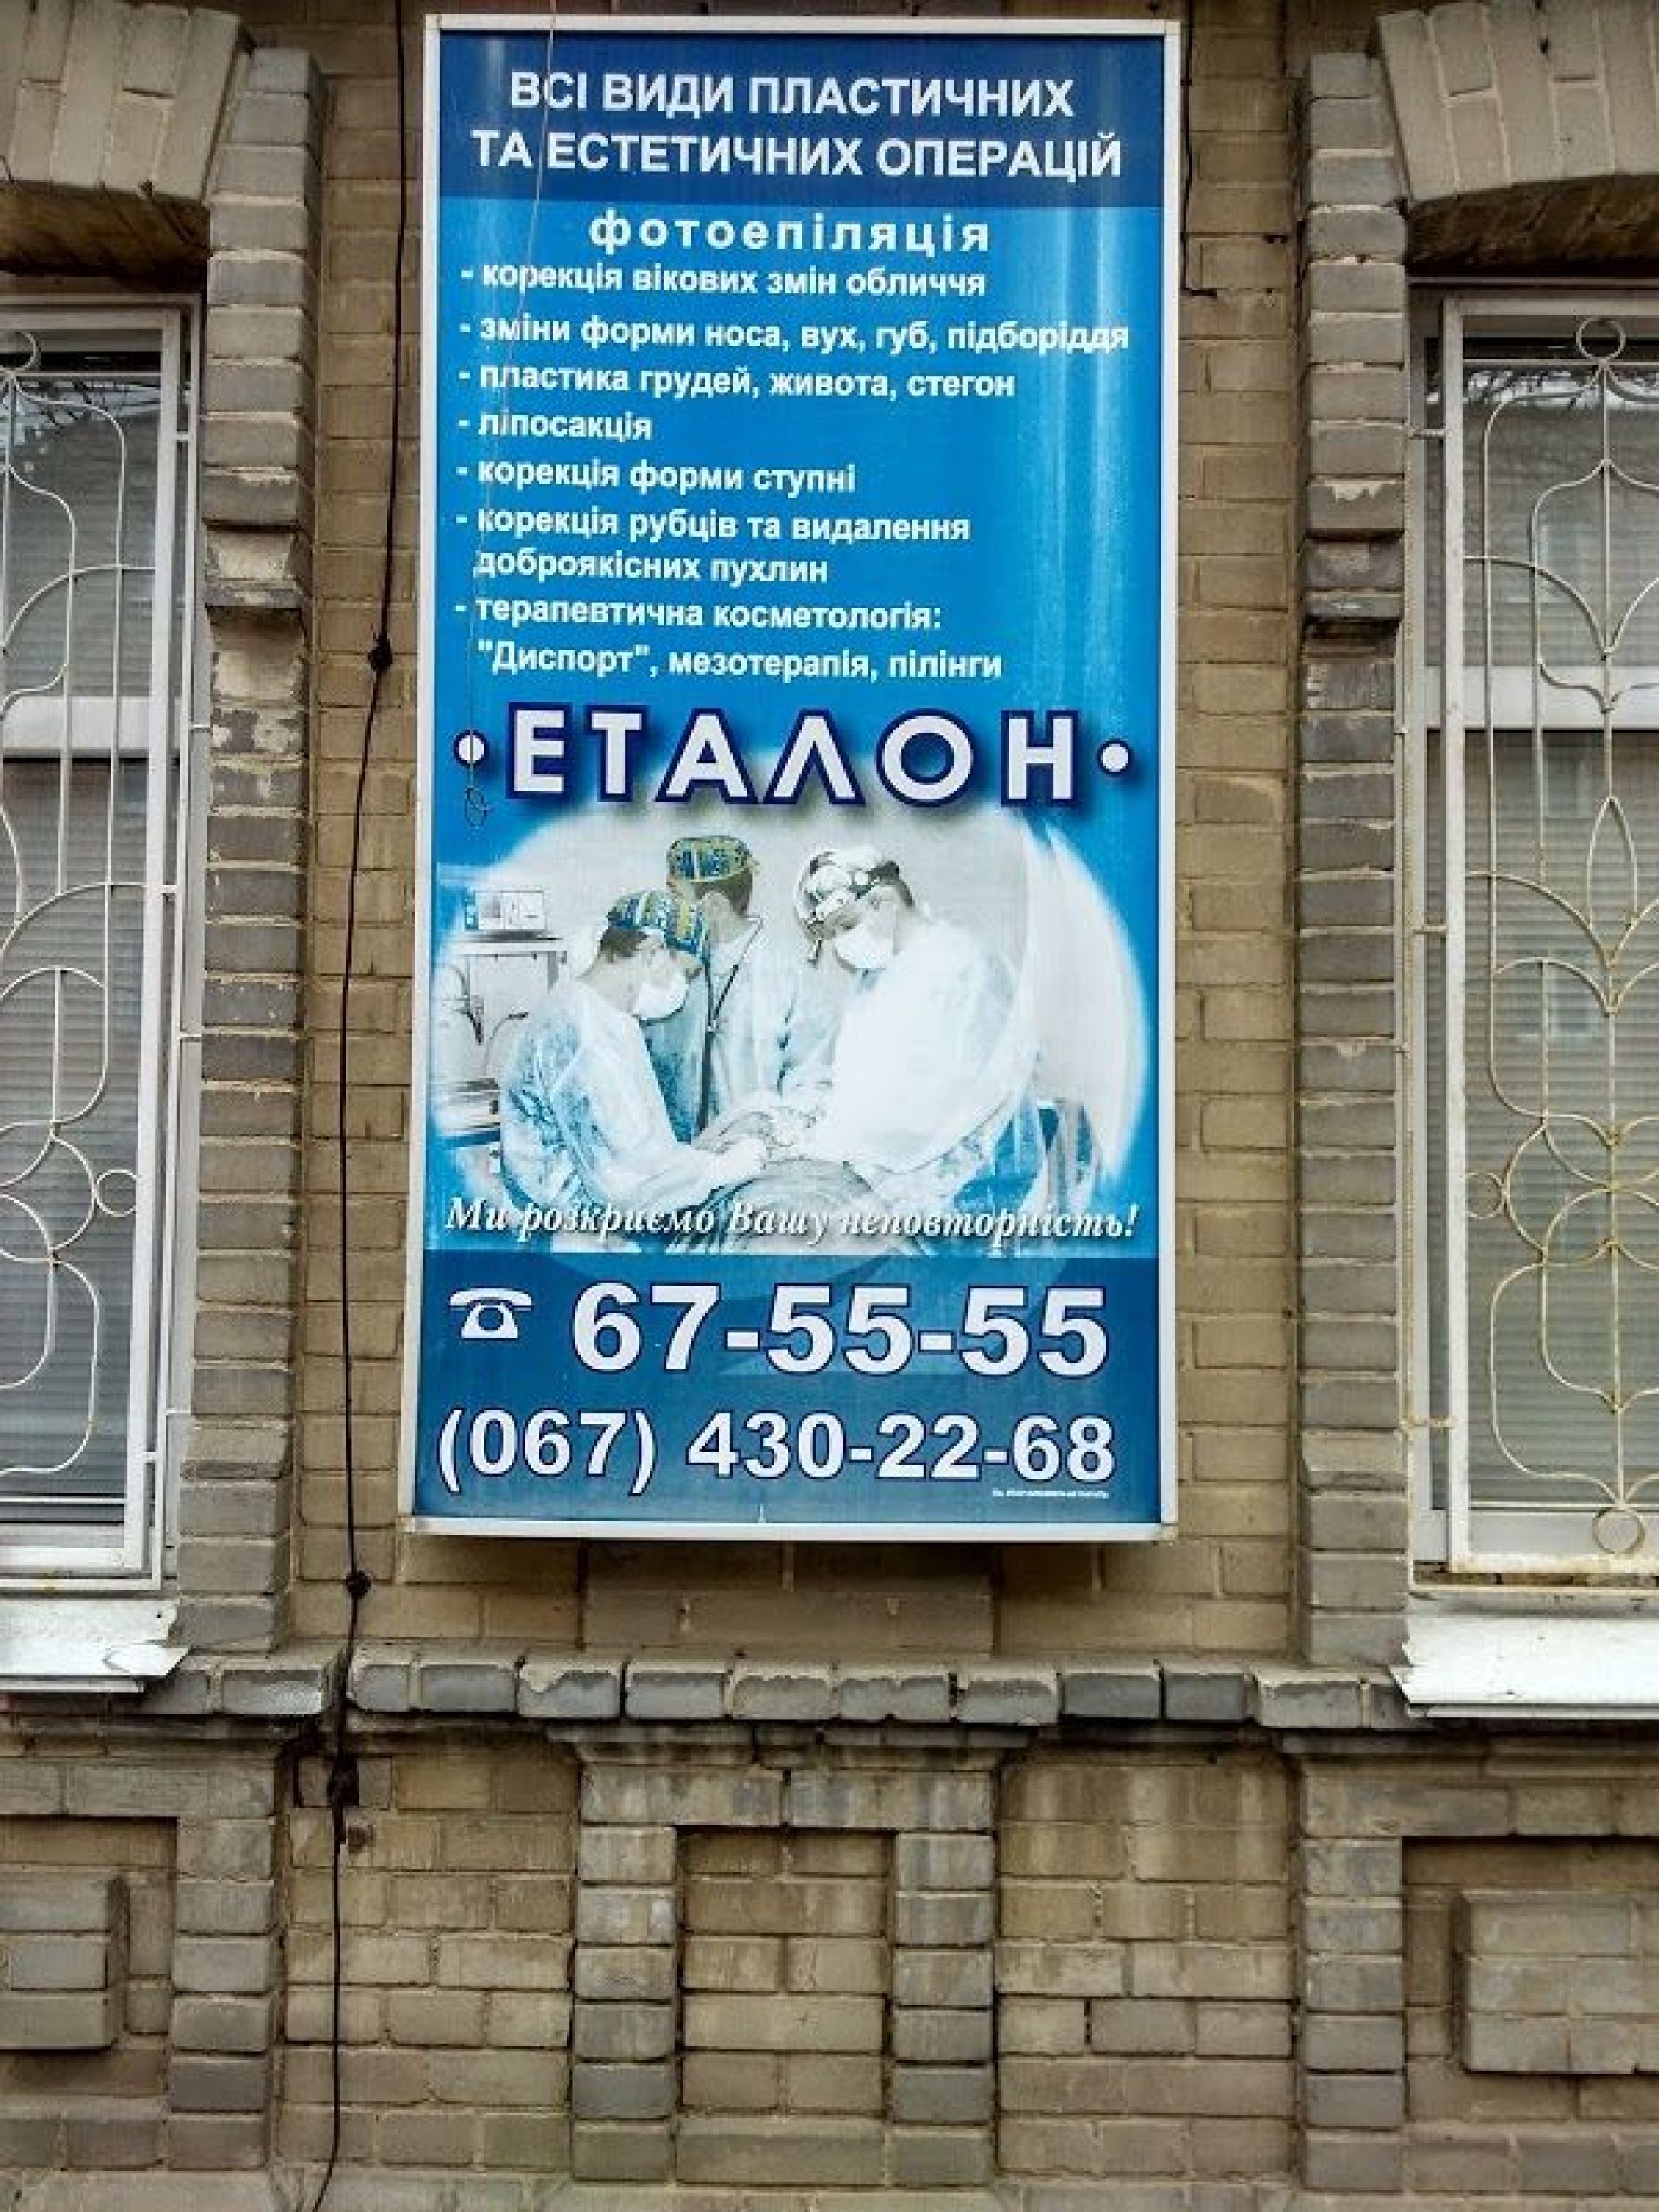 ВСІ ВИДИ ПЛАСТИЧНИХ
ТА ЕСТЕТИЧНИХ ОПЕРАЦІЙ
фотоепіляція
- корекція вікових змін обличчя
- зміни форми носа, вух, губ, підборіддя
- пластика грудей, живота, стегон
- ліпосакція
- корекція форми ступні
- корекція рубців та видалення
доброякісних пухлин
- терапевтична косметологія:
"Диспорт", мезотерапія, пілінги
•ЕТАЛОН•
Ми розкриємо Вашу неповторність!
☎ 67-55-55
(067) 430-22-68